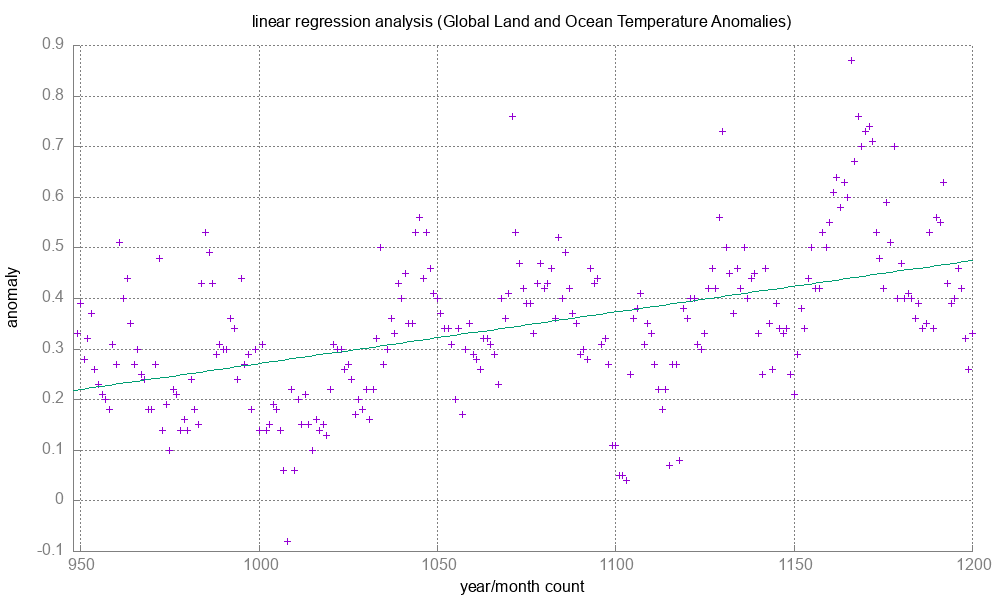 linear regression analysis (Global Land and Ocean Temperature Anomalies)
0.9
0.8
0.7
0.6
0.5
0.4
0.3
0.2
0.1
0
-0.1
anomaly
950 1000 1050 1100 1150 1200
year/month count